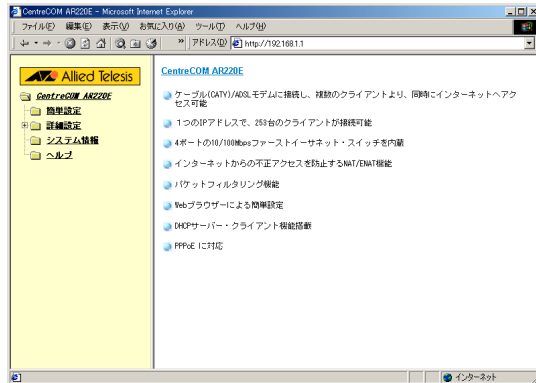 CentreCOM AR220E - Microsoft Internet Explorer
ファイル(F) 編集(E) 表示(V) お気に入り(A) ツール(T) ヘルプ(H)
アドレス(D) http://192.168.1.1
Allied Telesis
CentreCOM AR220E
簡単設定
詳細設定
システム情報
ヘルプ
CentreCOM AR220E
ケーブル(CATV)/ADSLモデムに接続し、複数のクライアントより、同時にインターネットへアク
セス可能
1つのIPアドレスで、253台のクライアントが接続可能
4ポートの10/100Mbpsファーストイーサネット・スイッチを内蔵
インターネットからの不正アクセスを防止するNAT/ENAT機能
パケットフィルタリング機能
Webブラウザーによる簡単設定
DHCPサーバー・クライアント機能搭載
PPPoE に対応
インターネット